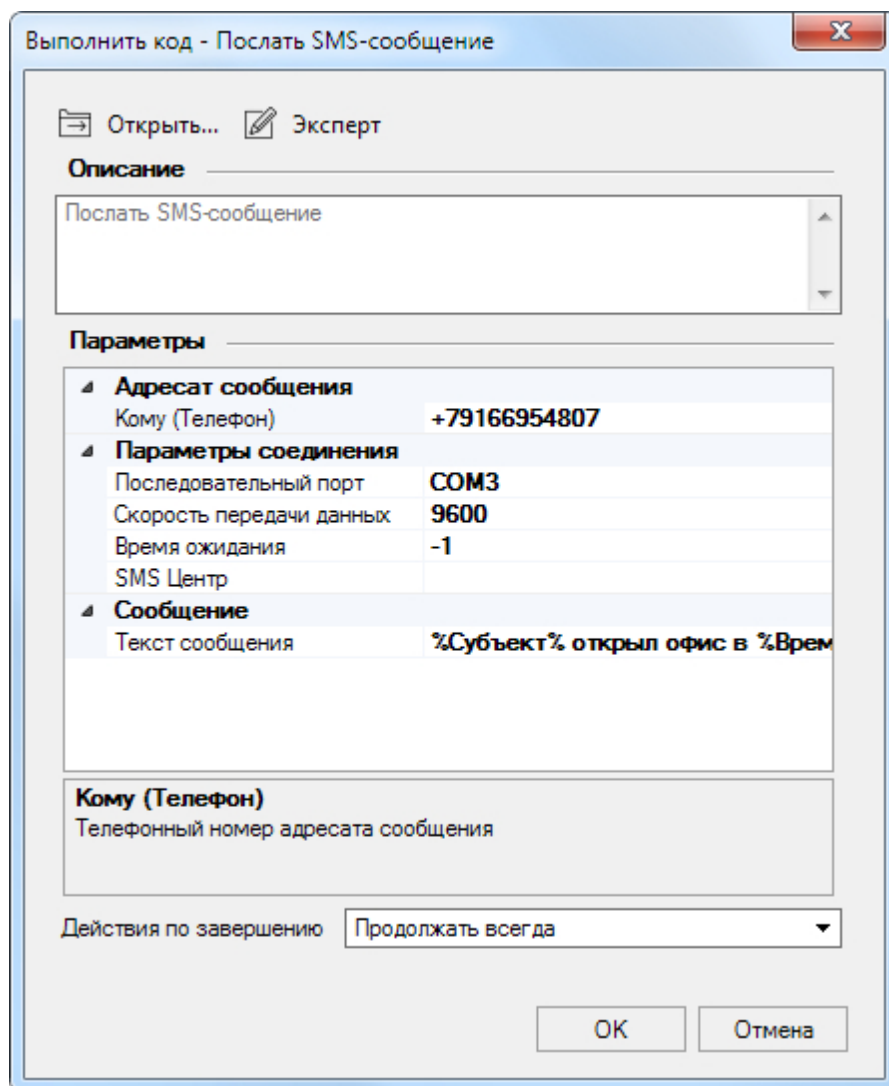 Выполнить код - Послать SMS-сообщение
Открыть... Эксперт
Описание
Послать SMS-сообщение
Параметры
Адресат сообщения
Кому (Телефон) +79166954807
Параметры соединения
Последовательный порт COM3
Скорость передачи данных 9600
Время ожидания -1
SMS Центр
Сообщение
Текст сообщения %Субъект% открыл офис в %Врем
Кому (Телефон)
Телефонный номер адресата сообщения
Действия по завершению Продолжать всегда
OK Отмена